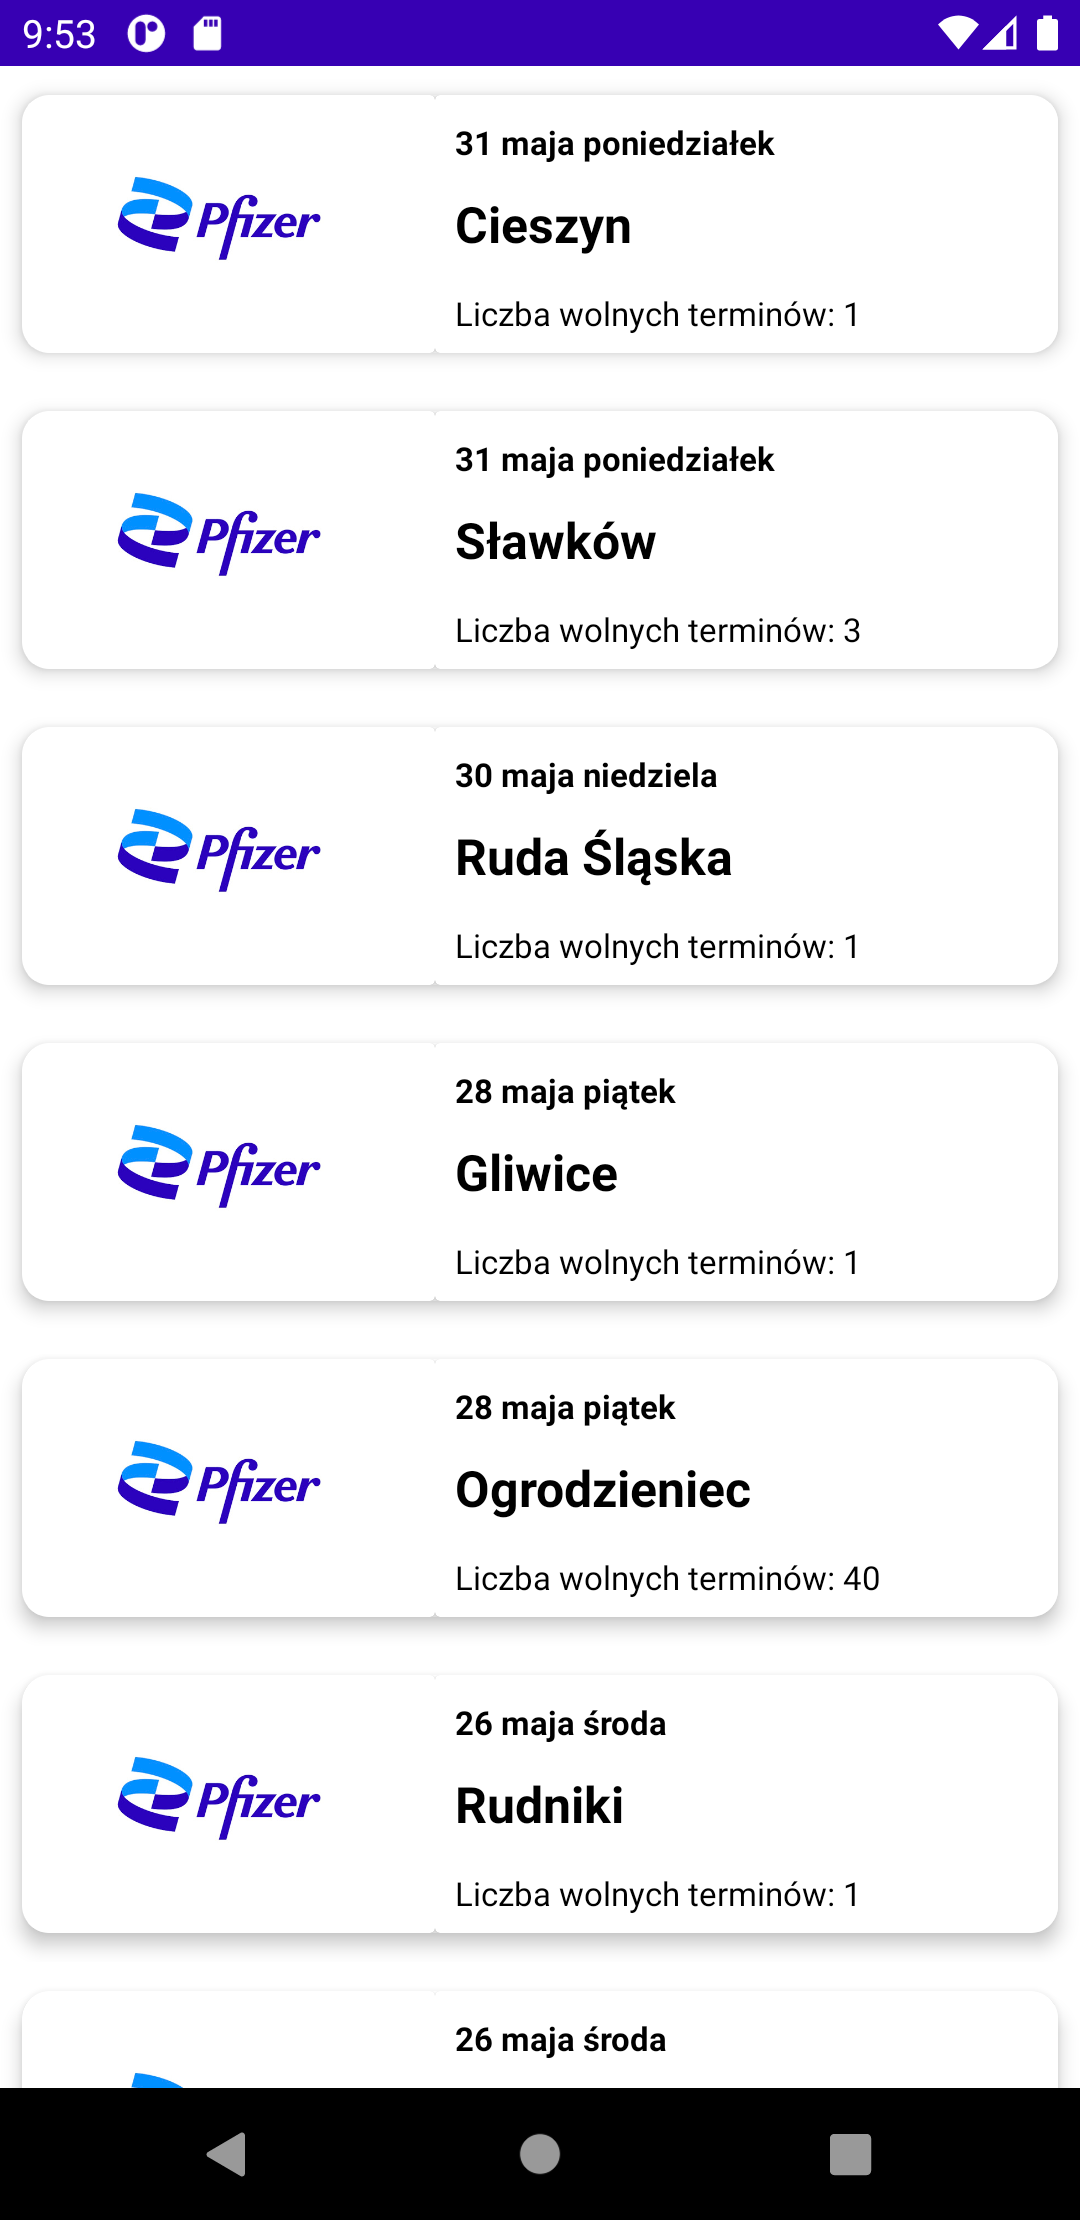 9:53
31 maja poniedziałek
Pfizer
Cieszyn
Liczba wolnych terminów: 1
31 maja poniedziałek
Pfizer
Sławków
Liczba wolnych terminów: 3
30 maja niedziela
Pfizer
Ruda Śląska
Liczba wolnych terminów: 1
28 maja piątek
Pfizer
Gliwice
Liczba wolnych terminów: 1
28 maja piątek
Pfizer
Ogrodzieniec
Liczba wolnych terminów: 40
26 maja środa
Pfizer
Rudniki
Liczba wolnych terminów: 1
26 maja środa